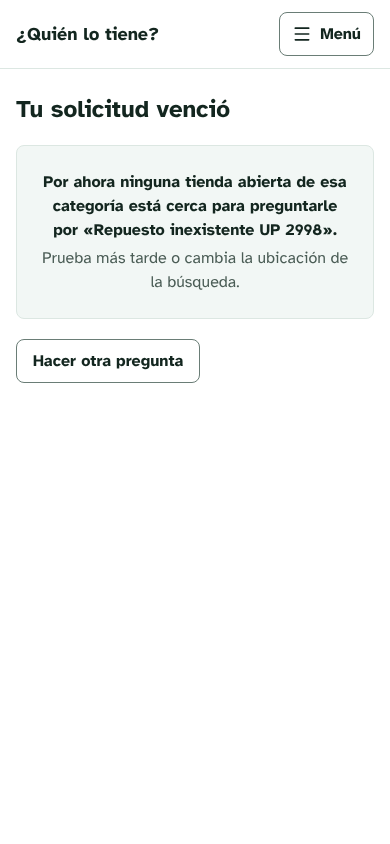 ¿Quién lo tiene?
Menú
Tu solicitud venció
Por ahora ninguna tienda abierta de esa
categoría está cerca para preguntarle
por «Repuesto inexistente UP 2998».
Prueba más tarde o cambia la ubicación de
la búsqueda.
Hacer otra pregunta